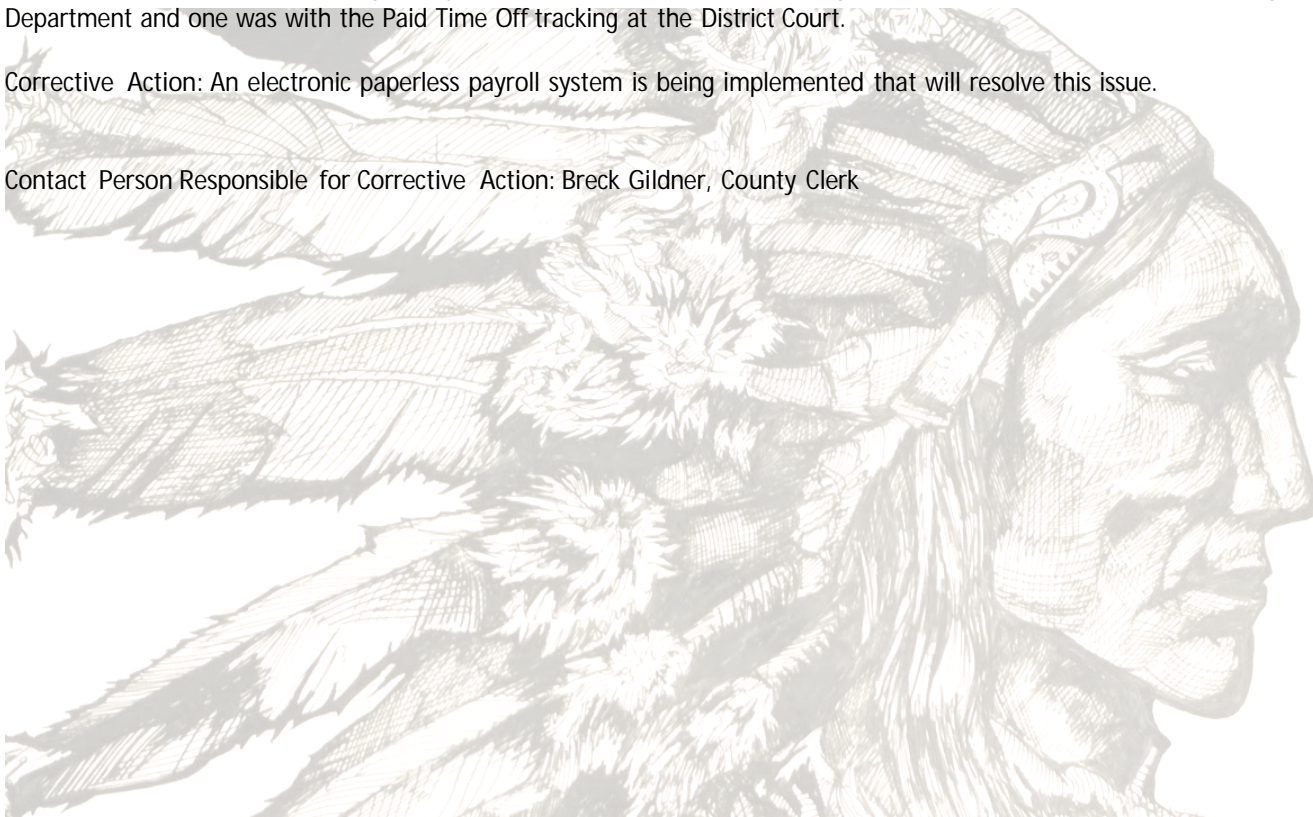 Department and one was with the Paid Time Off tracking at the District Court.
Corrective Action: An electronic paperless payroll system is being implemented that will resolve this issue.
Contact Person Responsible for Corrective Action: Breck Gildner, County Clerk